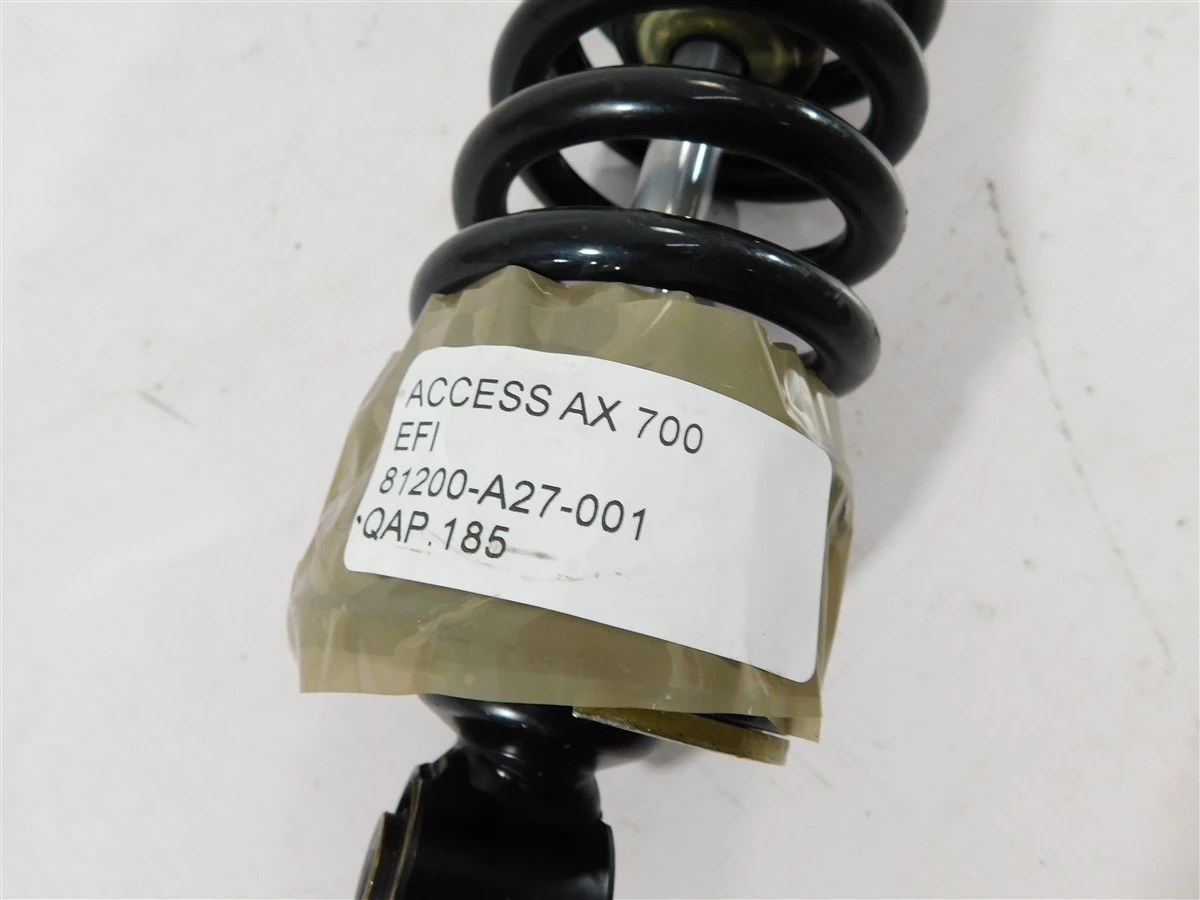 ACCESS AX 700
EFI
81200-A27-001
QAP.185